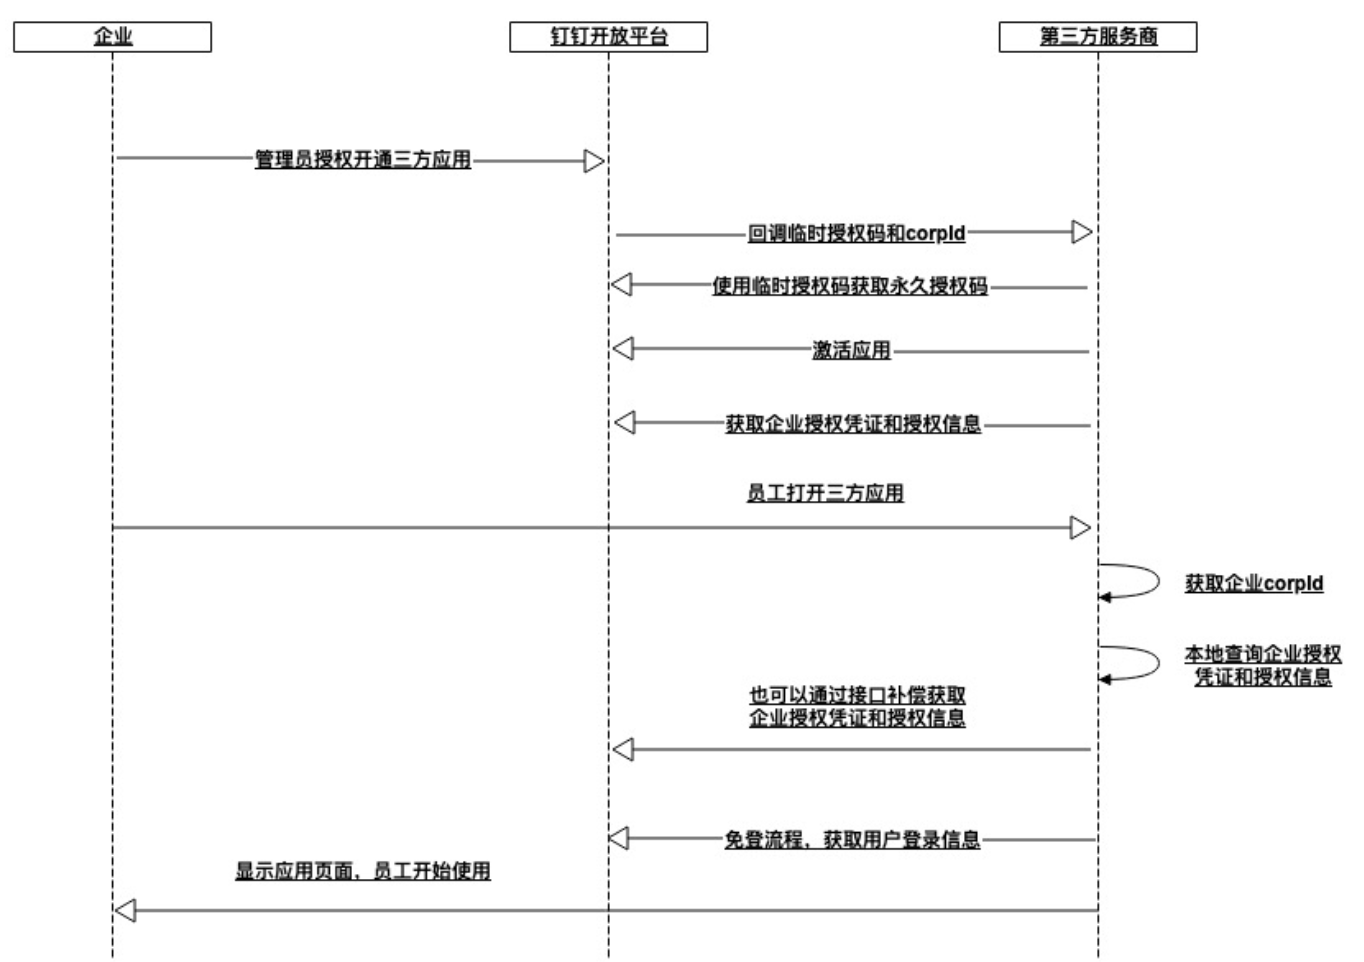 企业
钉钉开放平台
第三方服务商
管理员授权开通三方应用
回调临时授权码和corpId
使用临时授权码获取永久授权码
激活应用
获取企业授权凭证和授权信息
员工打开三方应用
获取企业corpId
本地查询企业授权
凭证和授权信息
也可以通过接口补偿获取
企业授权凭证和授权信息
免登流程，获取用户登录信息
显示应用页面，员工开始使用